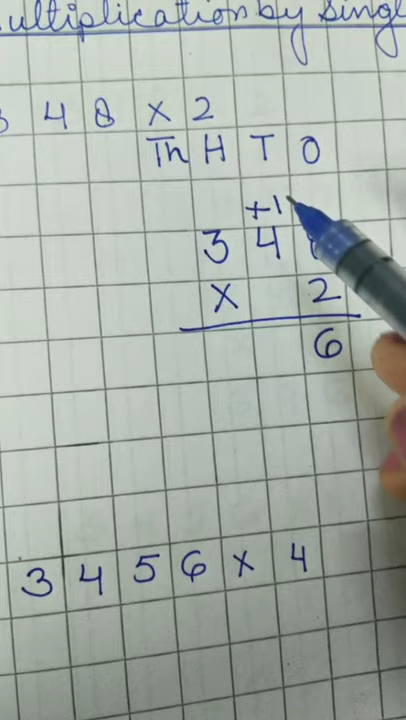 ultiplication by Singl
3 4 8 x 2
Th H T O
+1
3 4
x 2
6
3 4 5 6 x 4